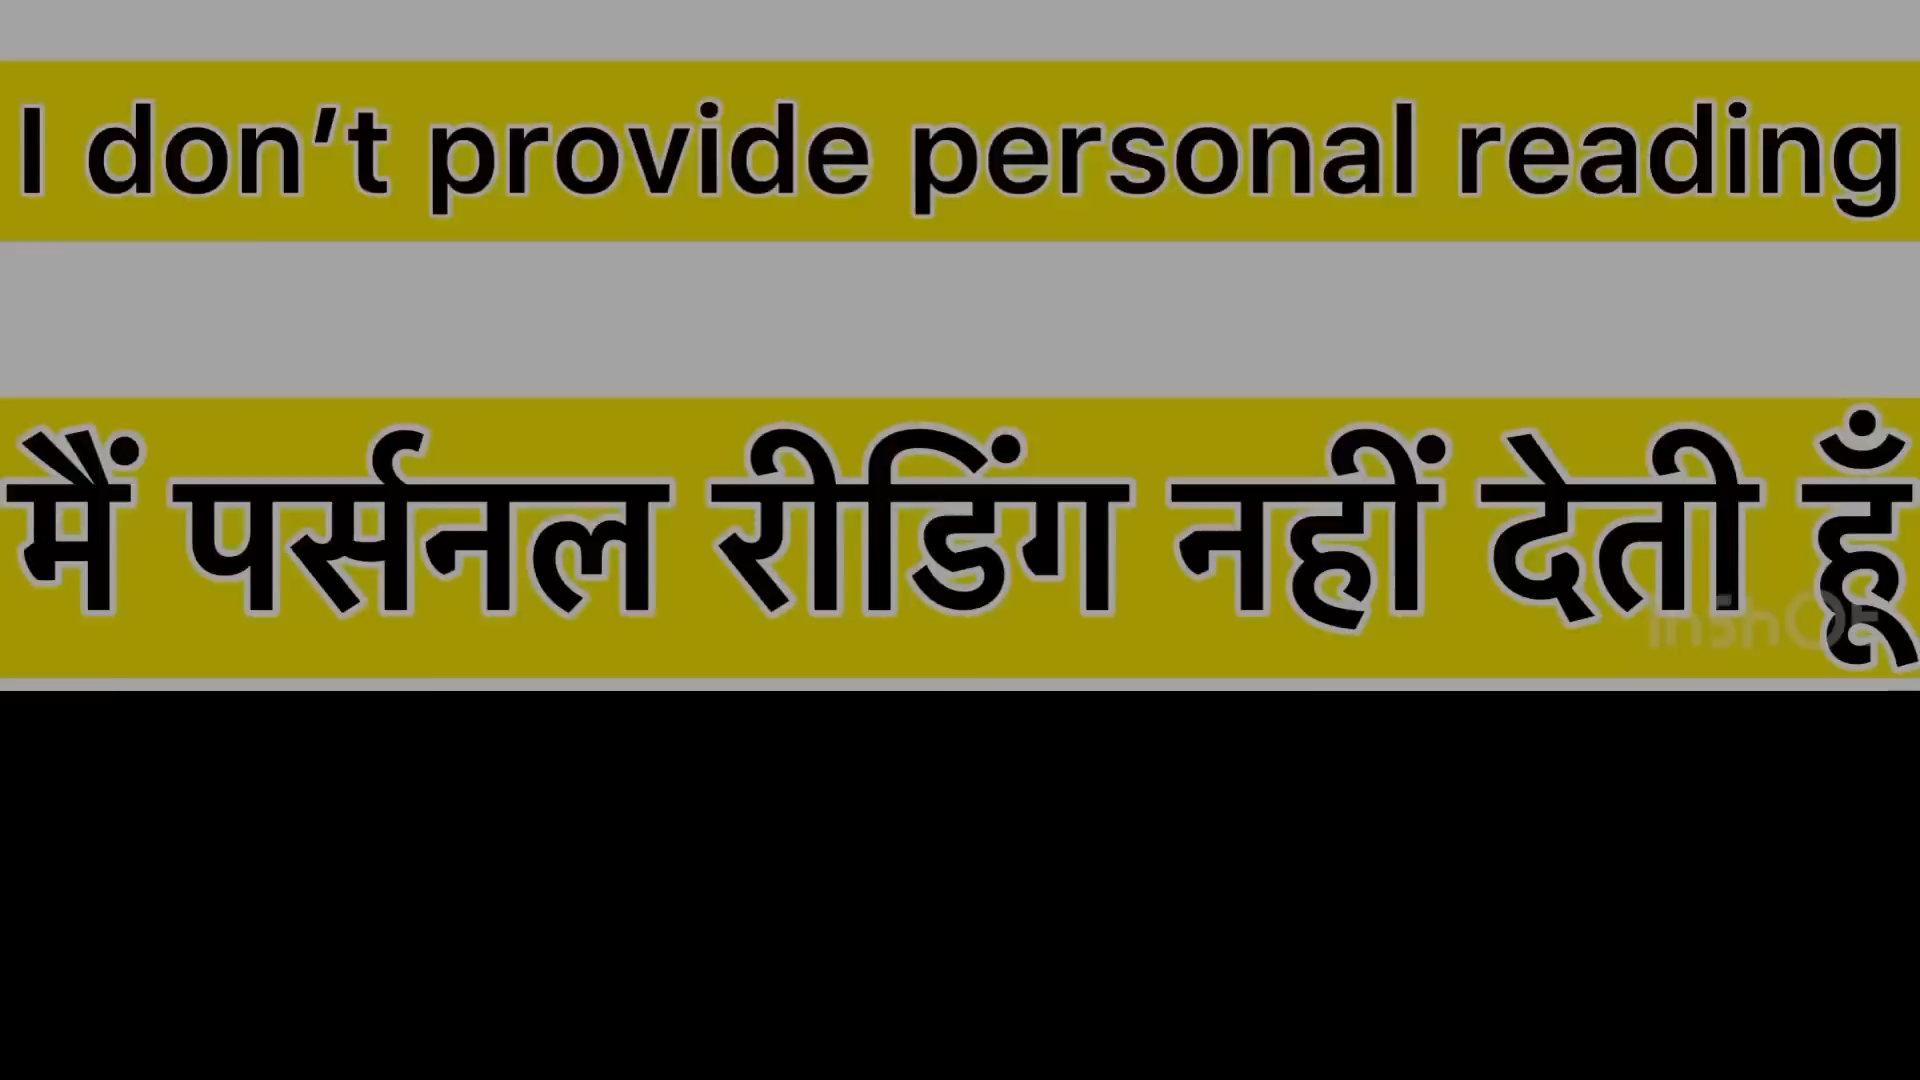 I don’t provide personal reading
मैं पर्सनल रीडिंग नहीं देती हूँ